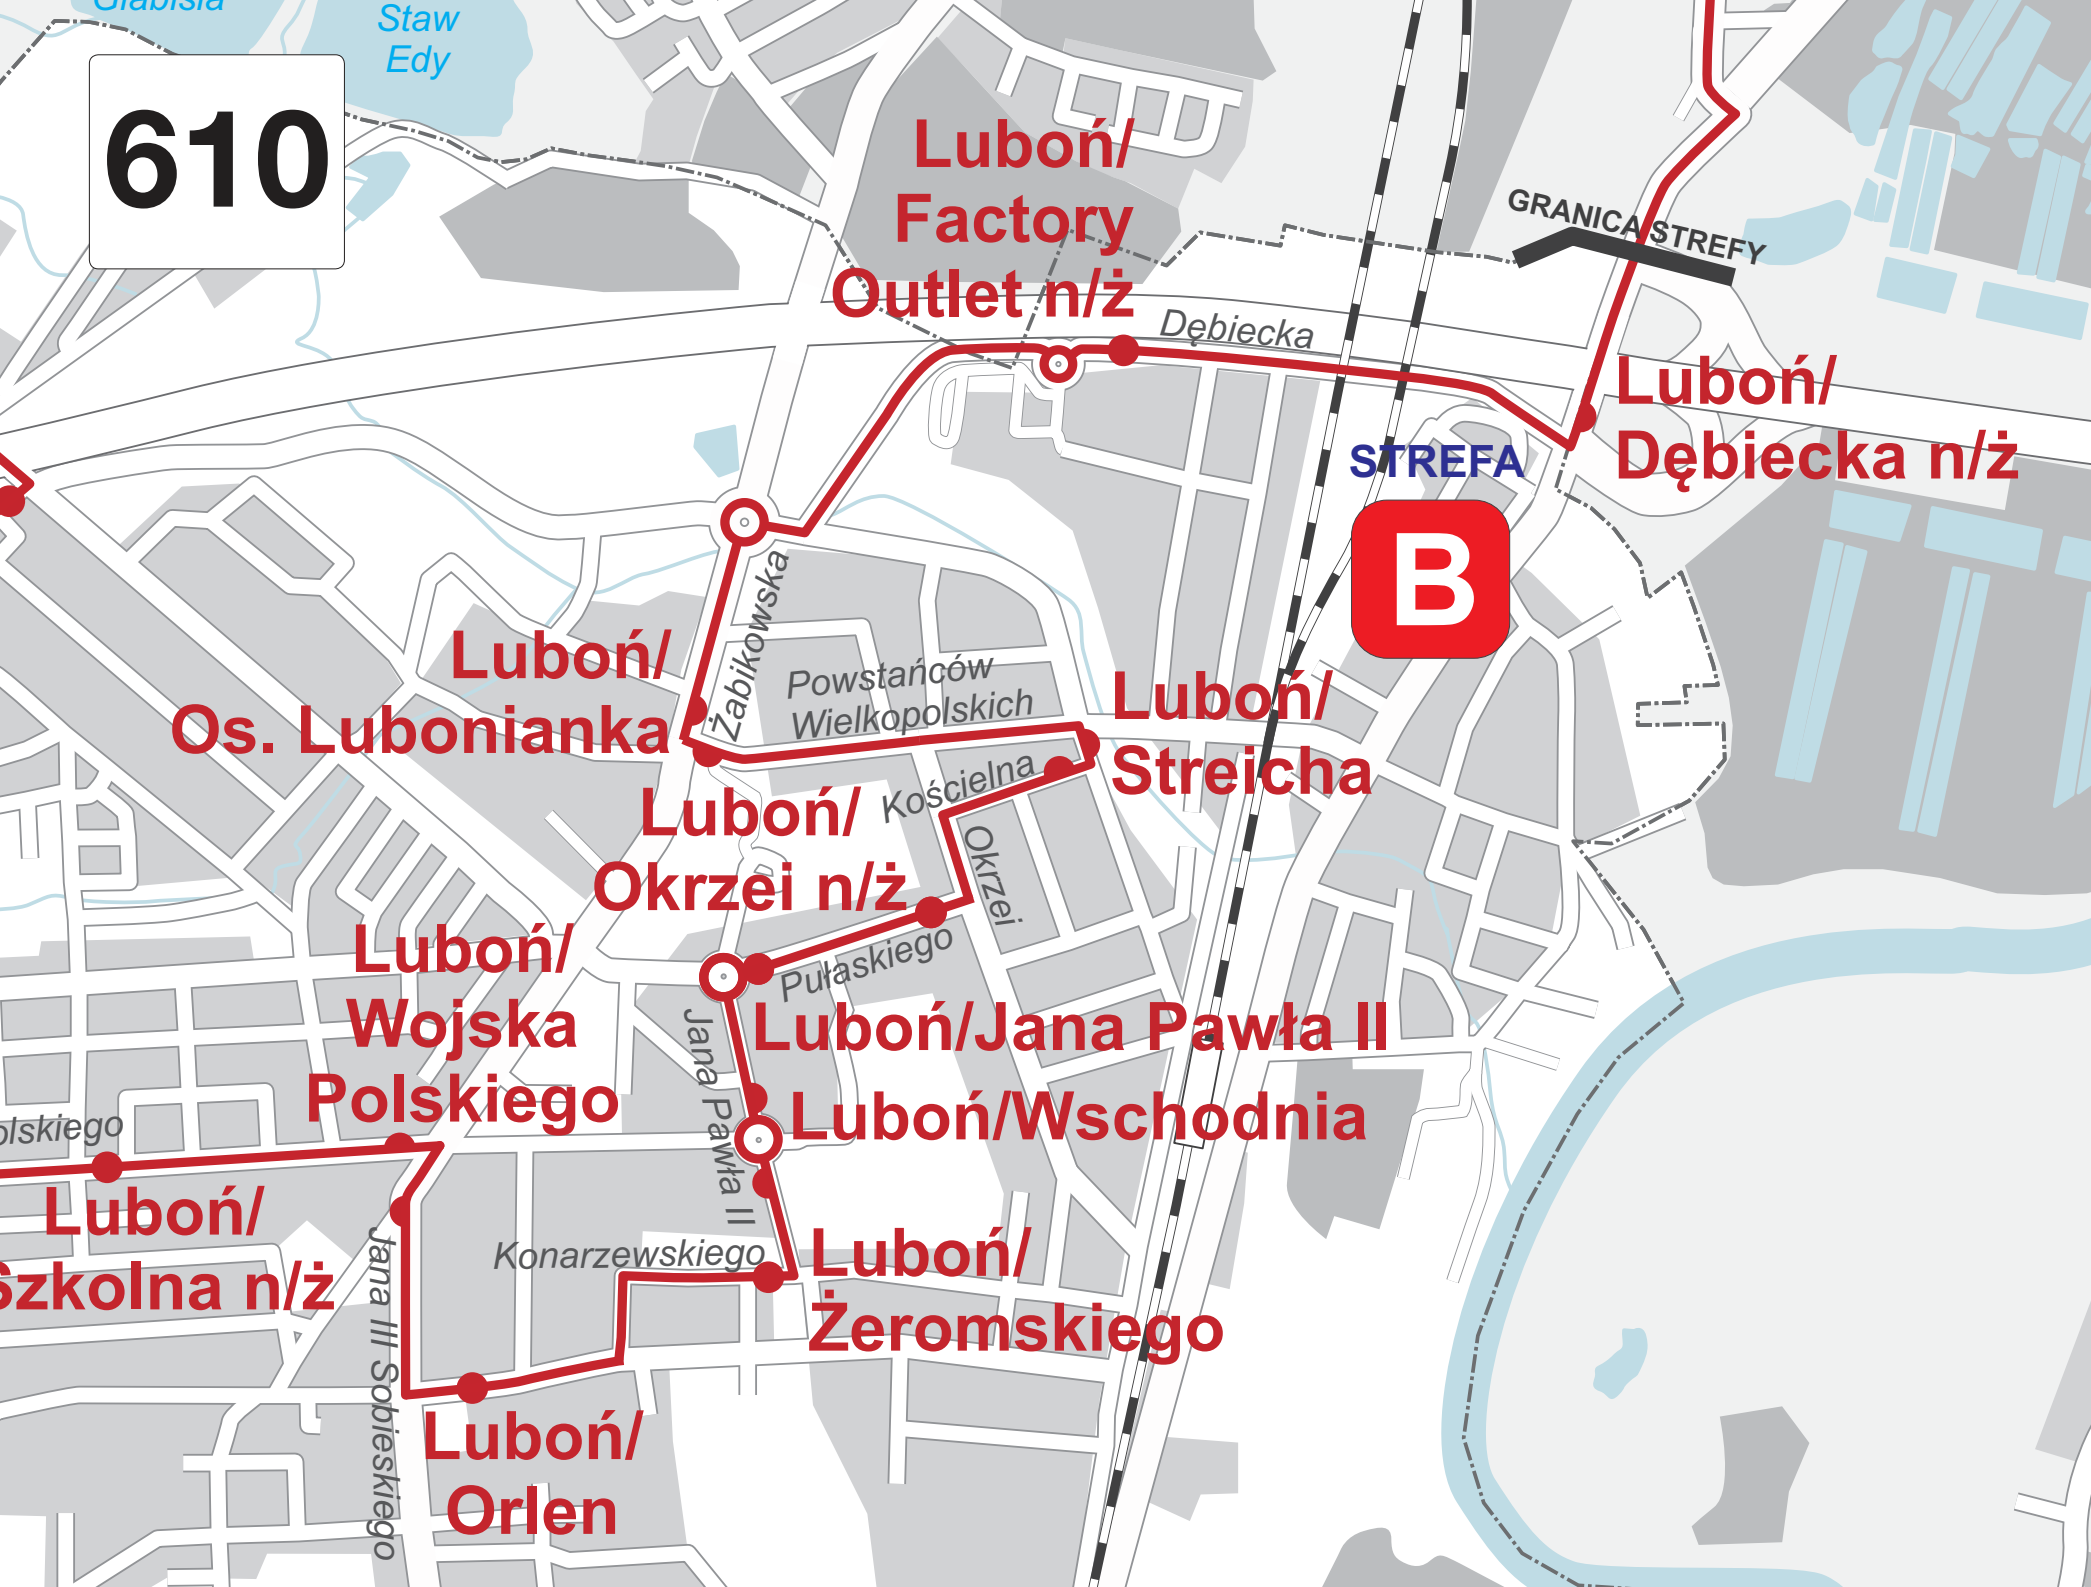 Staw
Edy
610
Luboń/
Factory
Outlet n/ż
GRANICA STREFY
Dębiecka
Luboń/
Dębiecka n/ż
STREFA
B
Żabikowska
Luboń/
Os. Lubonianka
Powstańców
Wielkopolskich
Luboń/
Streicha
Kościelna
Luboń/
Okrzei n/ż
Okrzei
Pułaskiego
Luboń/
Wojska
Polskiego
Luboń/Jana Pawła II
Jana Pawła II
Luboń/Wschodnia
olskiego
Luboń/
Szkolna n/ż
Jana III Sobieskiego
Konarzewskiego
Luboń/
Żeromskiego
Luboń/
Orlen